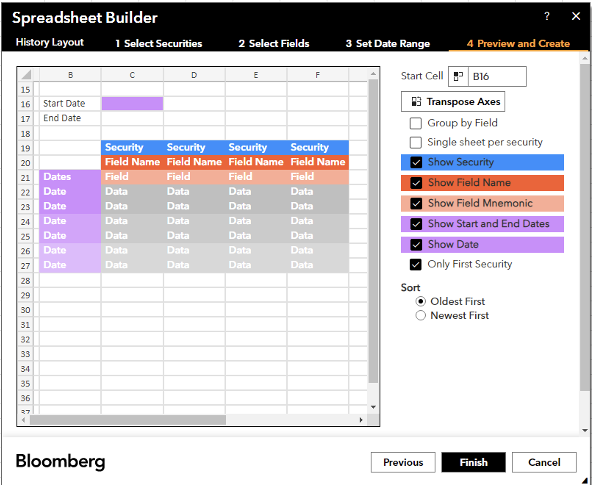 Spreadsheet Builder
? ×
History Layout 1 Select Securities 2 Select Fields 3 Set Date Range 4 Preview and Create
B C D E F
15
16 Start Date
17 End Date
18
19 Security Security Security Security
20 Field Name Field Name Field Name Field Name
21 Dates Field Field Field Field
22 Date Data Data Data Data
23 Date Data Data Data Data
24 Date Data Data Data Data
25 Date Data Data Data Data
26 Date Data Data Data Data
27 Date Data Data Data Data
28
29
30
31
32
33
34
35
36
37
Start Cell B16
Transpose Axes
Group by Field
Single sheet per security
Show Security
Show Field Name
Show Field Mnemonic
Show Start and End Dates
Show Date
Only First Security
Sort
Oldest First
Newest First
Bloomberg
Previous Finish Cancel